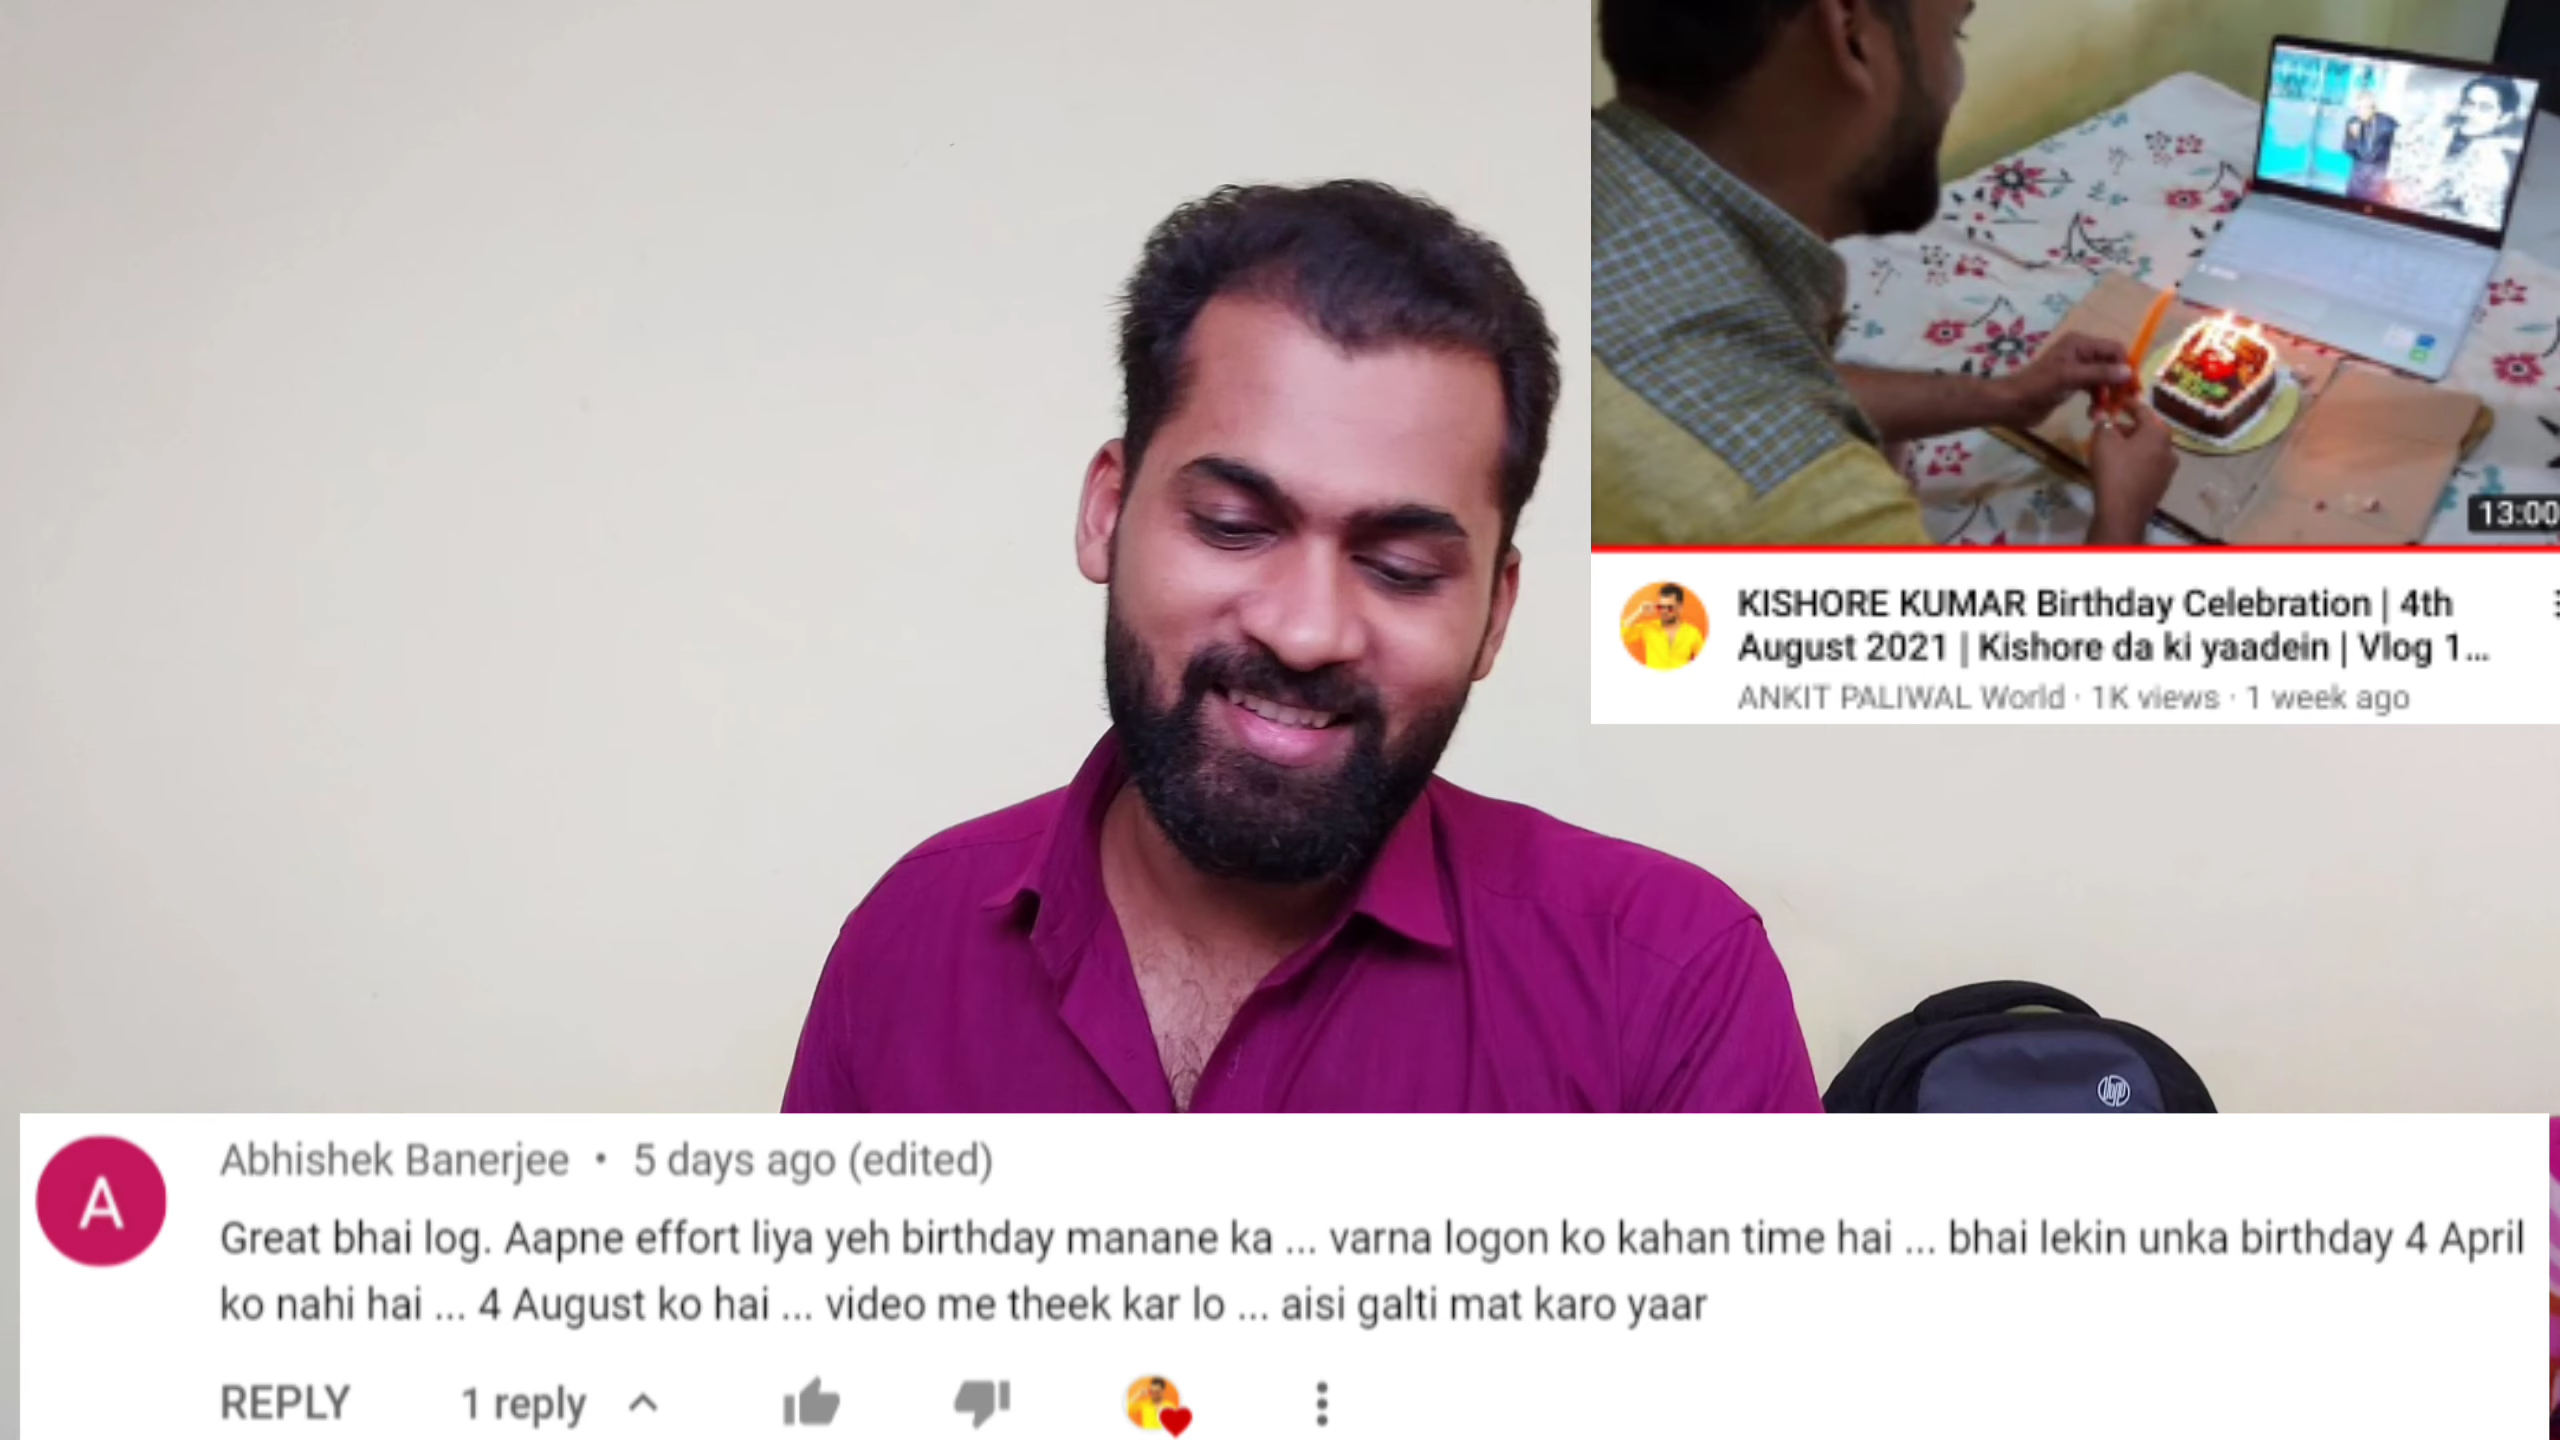 13:00
KISHORE KUMAR Birthday Celebration | 4th
August 2021 | Kishore da ki yaadein | Vlog 1...
ANKIT PALIWAL World · 1K views · 1 week ago
hp
A
Abhishek Banerjee • 5 days ago (edited)
Great bhai log. Aapne effort liya yeh birthday manane ka ... varna logon ko kahan time hai ... bhai lekin unka birthday 4 April
ko nahi hai ... 4 August ko hai ... video me theek kar lo ... aisi galti mat karo yaar
REPLY 1 reply